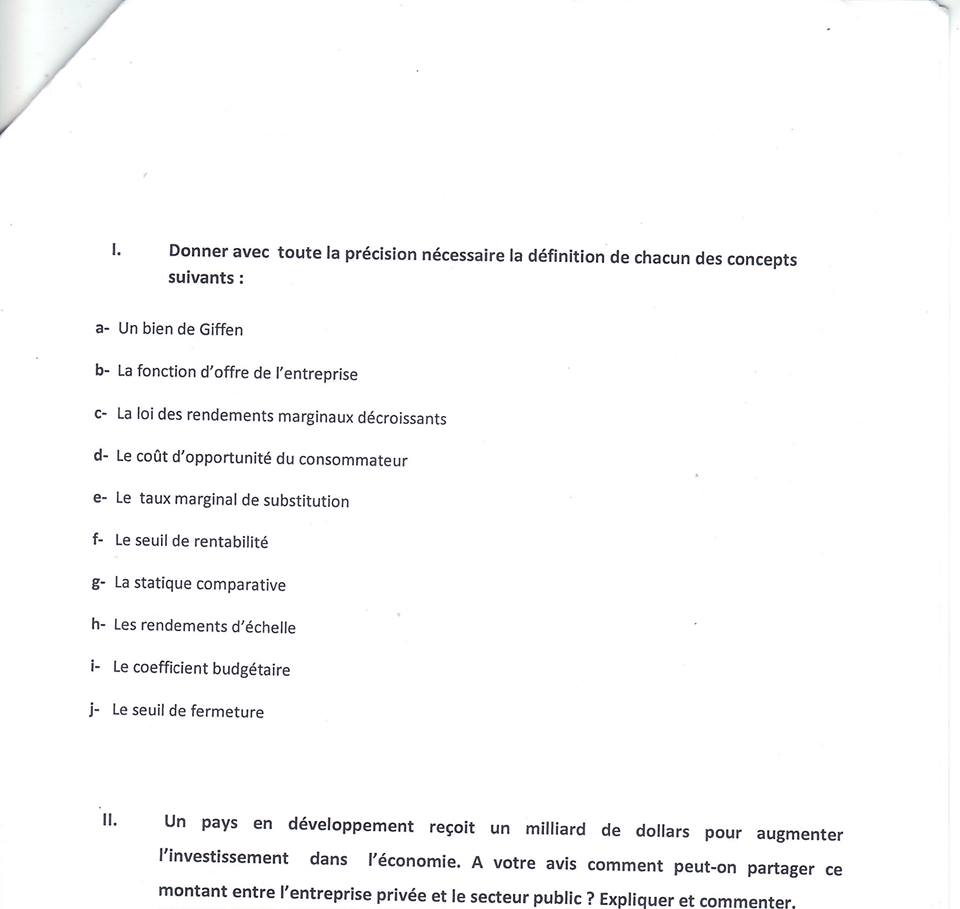 I. Donner avec toute la précision nécessaire la définition de chacun des concepts
suivants :
a- Un bien de Giffen
b- La fonction d'offre de l'entreprise
c- La loi des rendements marginaux décroissants
d- Le coût d'opportunité du consommateur
e- Le taux marginal de substitution
f- Le seuil de rentabilité
g- La statique comparative
h- Les rendements d'échelle
i- Le coefficient budgétaire
j- Le seuil de fermeture
II. Un pays en développement reçoit un milliard de dollars pour augmenter
l'investissement dans l'économie. A votre avis comment peut-on partager ce
montant entre l'entreprise privée et le secteur public ? Expliquer et commenter.